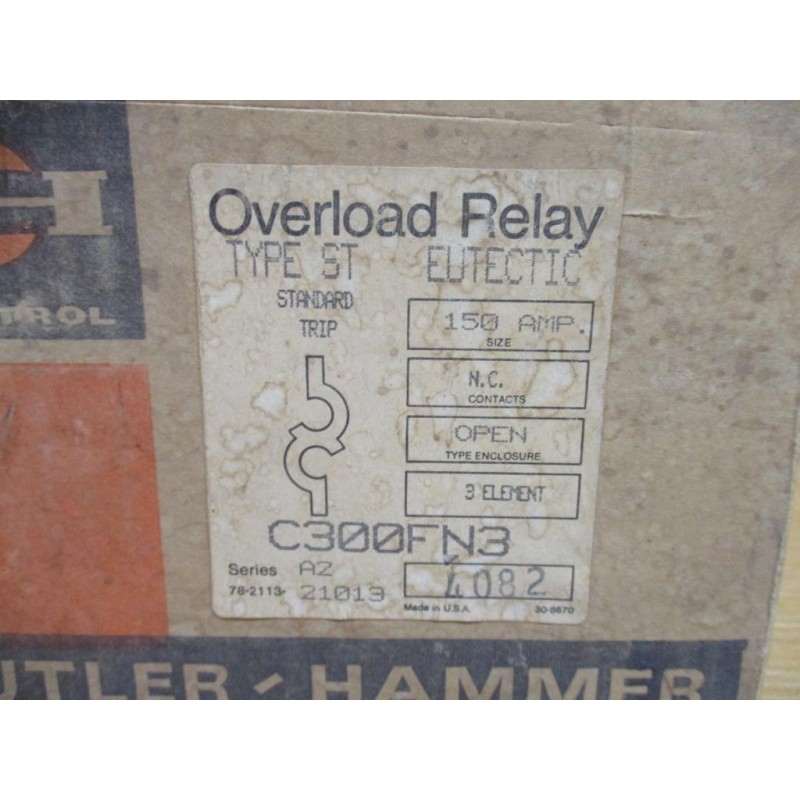 Overload Relay
TYPE ST EUTECTIC
STANDARD
TRIP
150 AMP.
SIZE
N.C.
CONTACTS
OPEN
TYPE ENCLOSURE
3 ELEMENT
C300FN3
Series A2
78-2113- 21013
4082
Made in U.S.A. 30-8670
TROL
UTLER-HAMMER